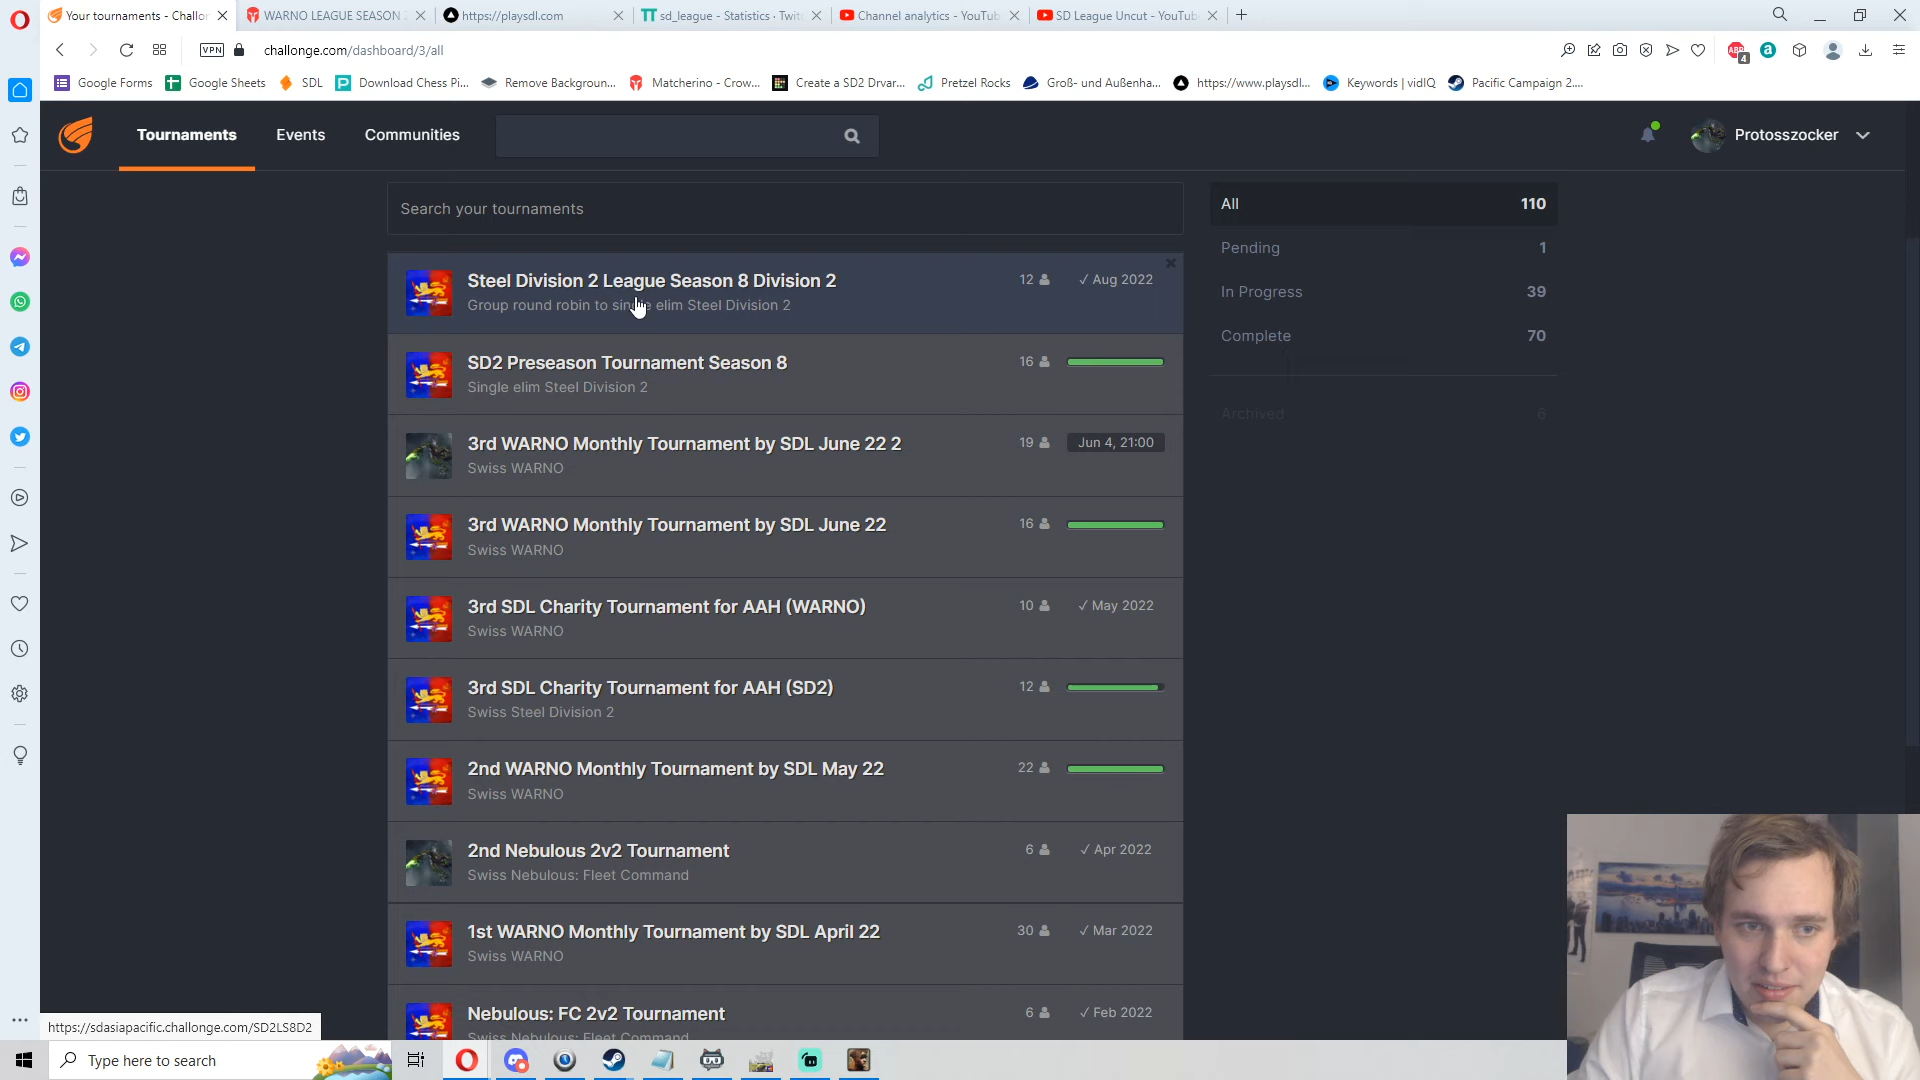 Your tournaments - Challon
WARNO LEAGUE SEASON 2
https://playsdl.com
sd_league - Statistics · Twit
Channel analytics - YouTub
SD League Uncut - YouTub
VPN
challonge.com/dashboard/3/all
4
Google Forms
Google Sheets
SDL
Download Chess Pi...
Remove Backgroun...
Matcherino - Crow...
Create a SD2 Drvar...
Pretzel Rocks
Groß- und Außenha...
https://www.playsdl...
Keywords | vidIQ
Pacific Campaign 2....
Tournaments
Events
Communities
Protosszocker
Search your tournaments
All 110
Pending 1
In Progress 39
Complete 70
Archived 6
Steel Division 2 League Season 8 Division 2
12 ✓ Aug 2022
Group round robin to single elim Steel Division 2
SD2 Preseason Tournament Season 8
16
Single elim Steel Division 2
3rd WARNO Monthly Tournament by SDL June 22 2
19 Jun 4, 21:00
Swiss WARNO
3rd WARNO Monthly Tournament by SDL June 22
16
Swiss WARNO
3rd SDL Charity Tournament for AAH (WARNO)
10 ✓ May 2022
Swiss WARNO
3rd SDL Charity Tournament for AAH (SD2)
12
Swiss Steel Division 2
2nd WARNO Monthly Tournament by SDL May 22
22
Swiss WARNO
2nd Nebulous 2v2 Tournament
6 ✓ Apr 2022
Swiss Nebulous: Fleet Command
1st WARNO Monthly Tournament by SDL April 22
30 ✓ Mar 2022
Swiss WARNO
Nebulous: FC 2v2 Tournament
6 ✓ Feb 2022
Swiss Nebulous: Fleet Command
https://sdasiapacific.challonge.com/SD2LS8D2
Type here to search